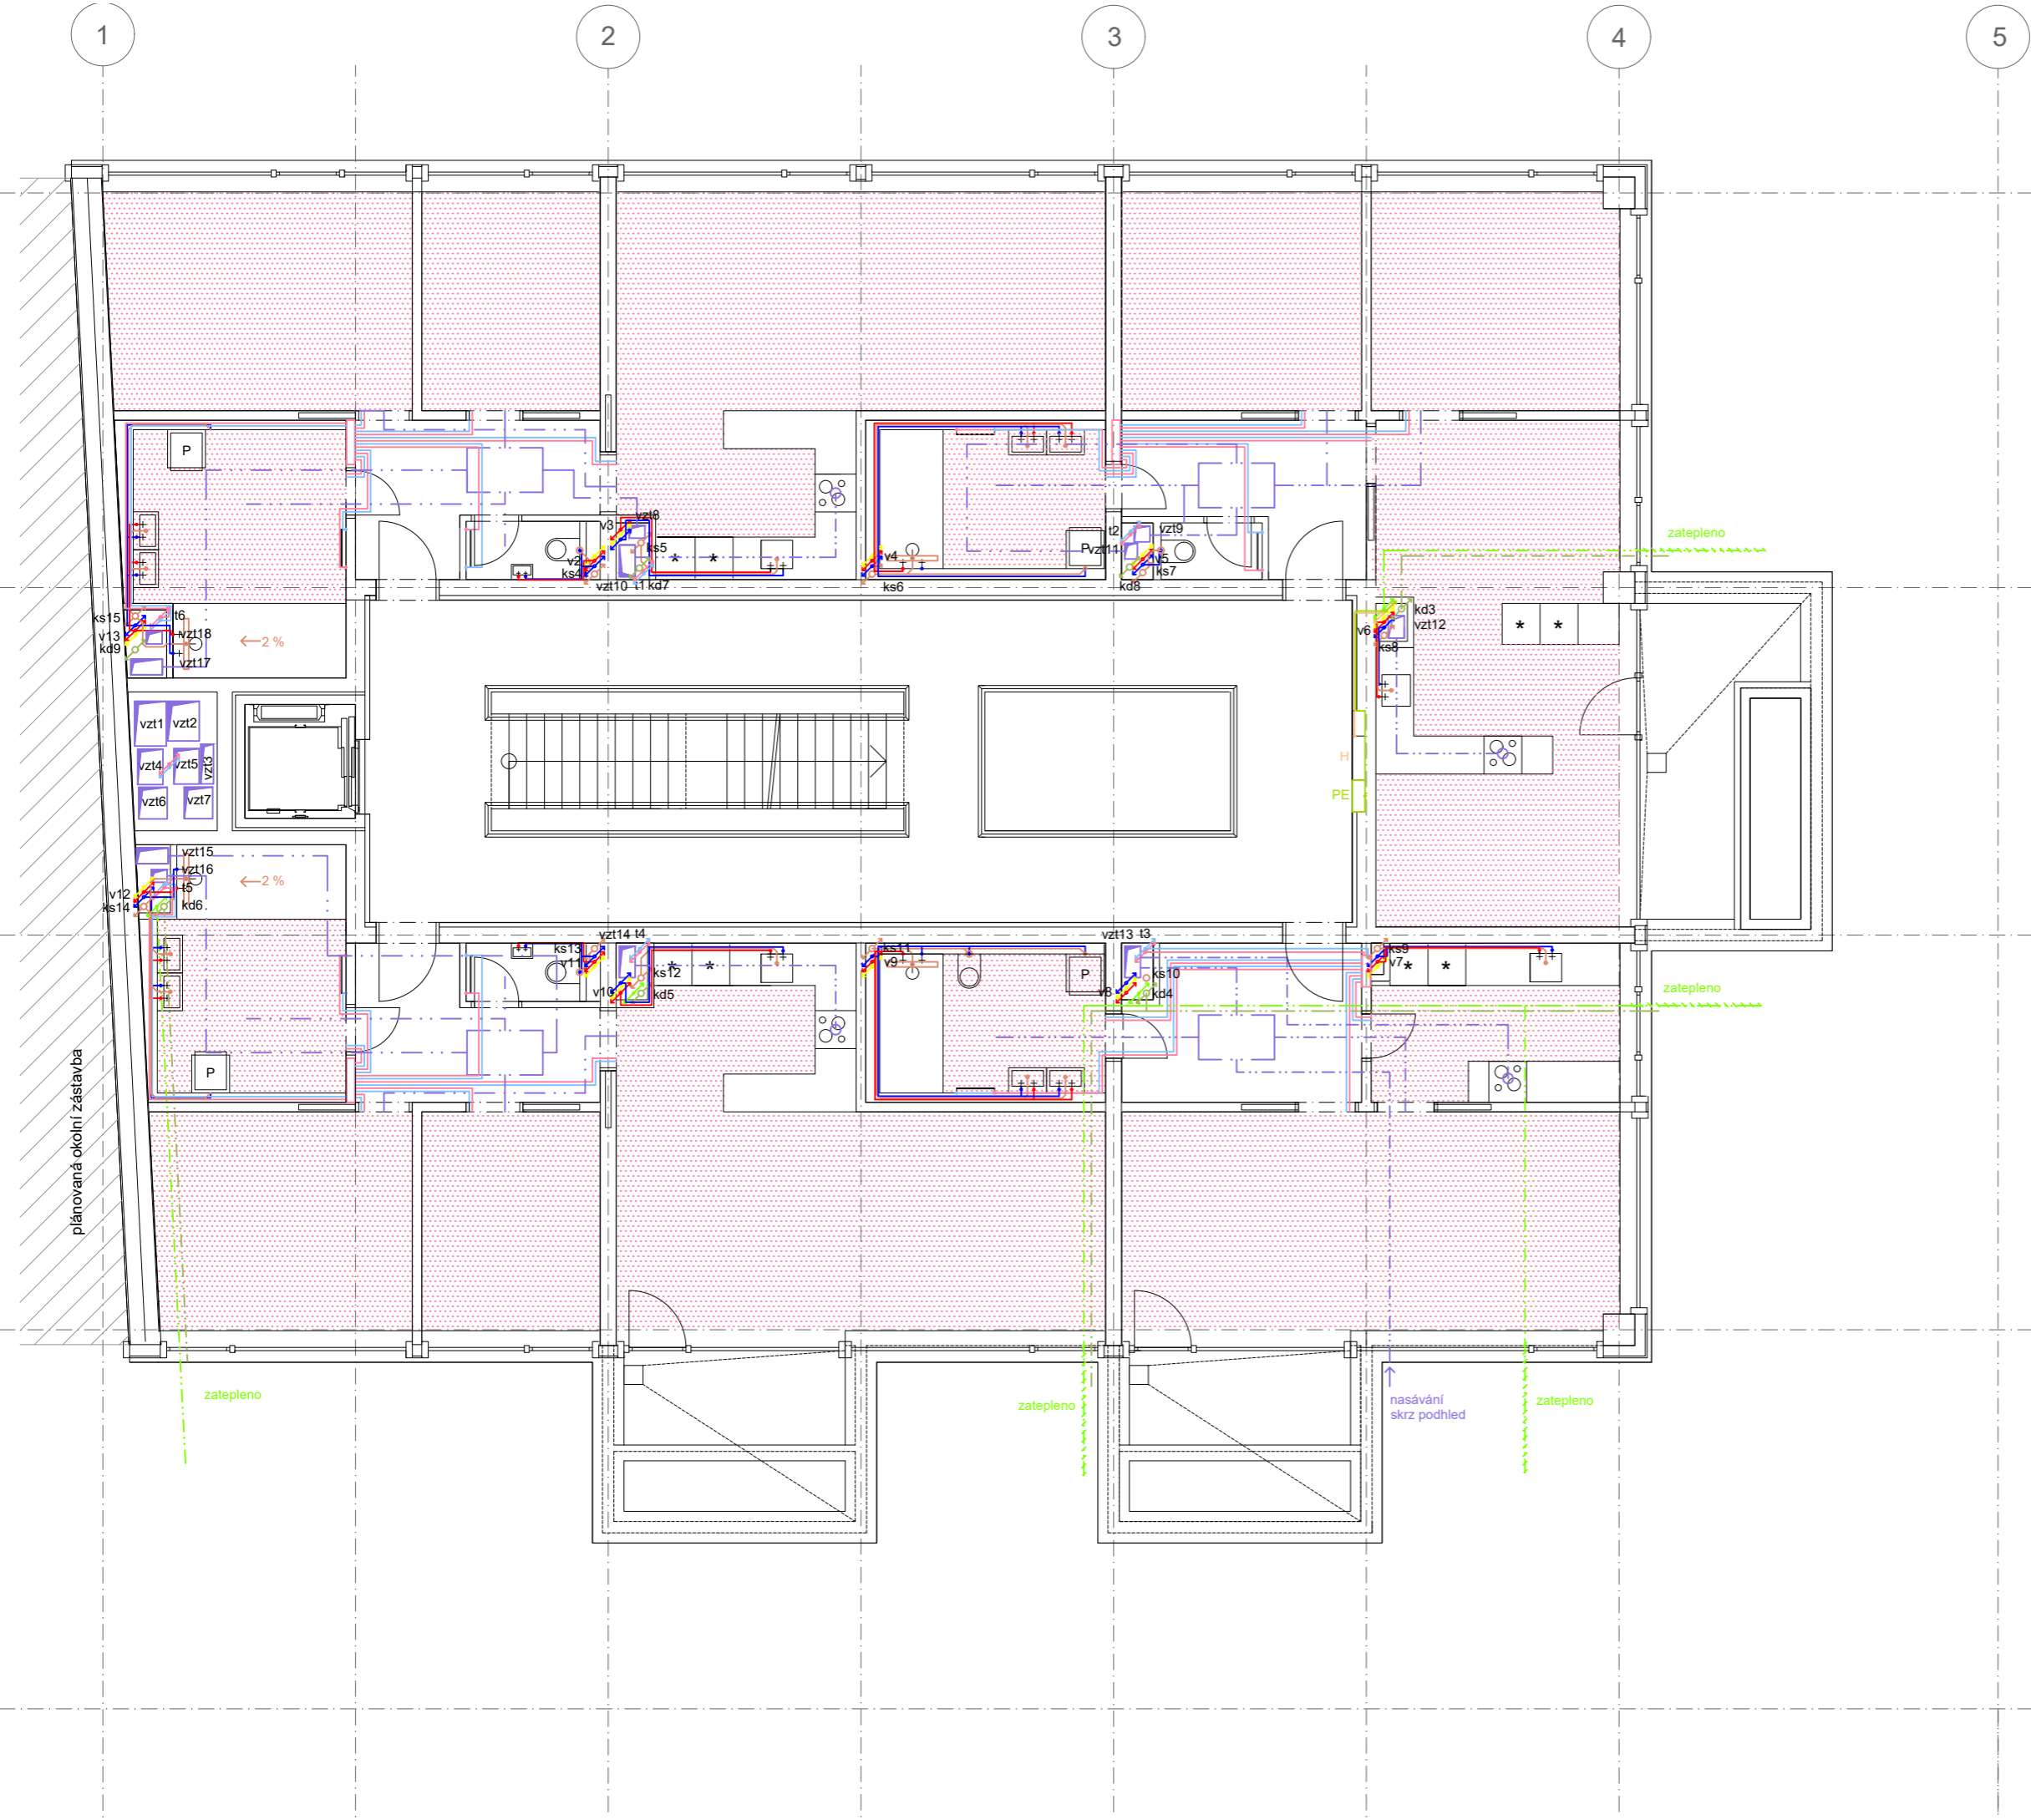 1 2 3 4 5
P
v3 vzt8
ks5
v2
ks4
vzt10 t1 kd7
* *
v4
ks6
P
t2 vzt9
vzt11
v5
ks7
kd8
zatepleno
ks15 t6
v13 vzt18
kd9
vzt17
2 %
kd3
v6 vzt12
ks8
* *
vzt1 vzt2
vzt4 vzt5 vzt3
vzt6 vzt7
H
PE
vzt15
vzt16
v12 t5
ks14 kd6
2 %
vzt14 t4
ks13
v11
ks12
v10 kd5
* *
ks11
v9
P
vzt13 t3
ks10
v8 kd4
ks9
v7
* *
zatepleno
P
plánovaná okolní zástavba
zatepleno
zatepleno
nasávání
skrz podhled
zatepleno